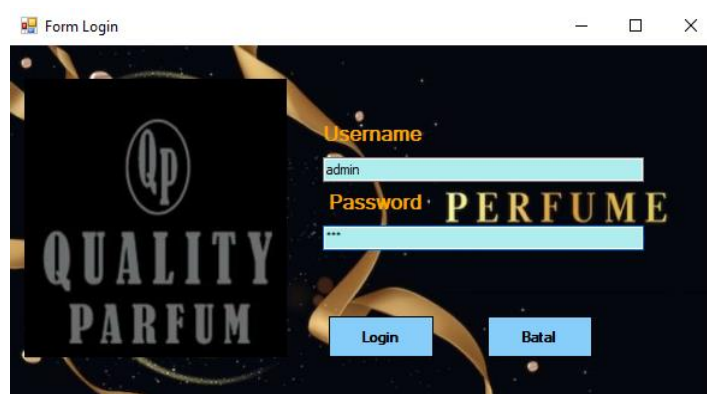 Form Login
QP
QUALITY
PARFUM
Username
admin
Password
PERFUME
***
Login
Batal